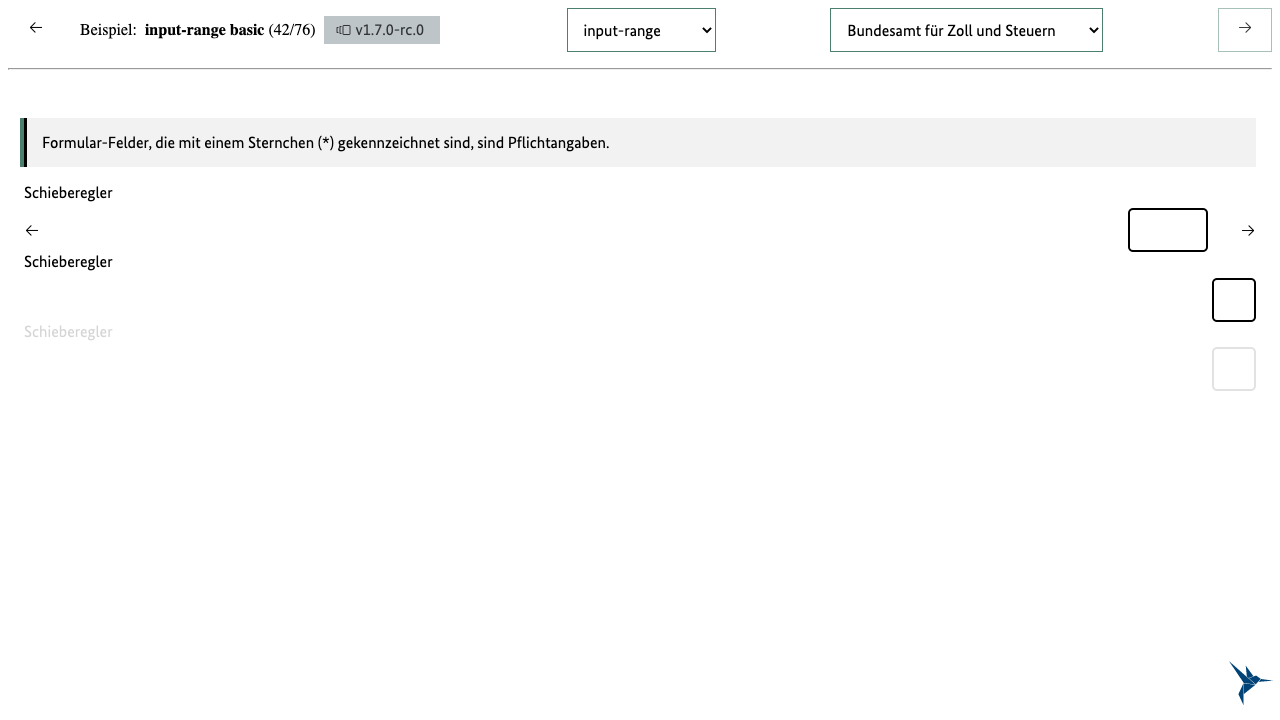 Beispiel: input-range basic (42/76) v1.7.0-rc.0 input-range Bundesamt für Zoll und Steuern
Formular-Felder, die mit einem Sternchen (*) gekennzeichnet sind, sind Pflichtangaben.
Schieberegler
Schieberegler
Schieberegler